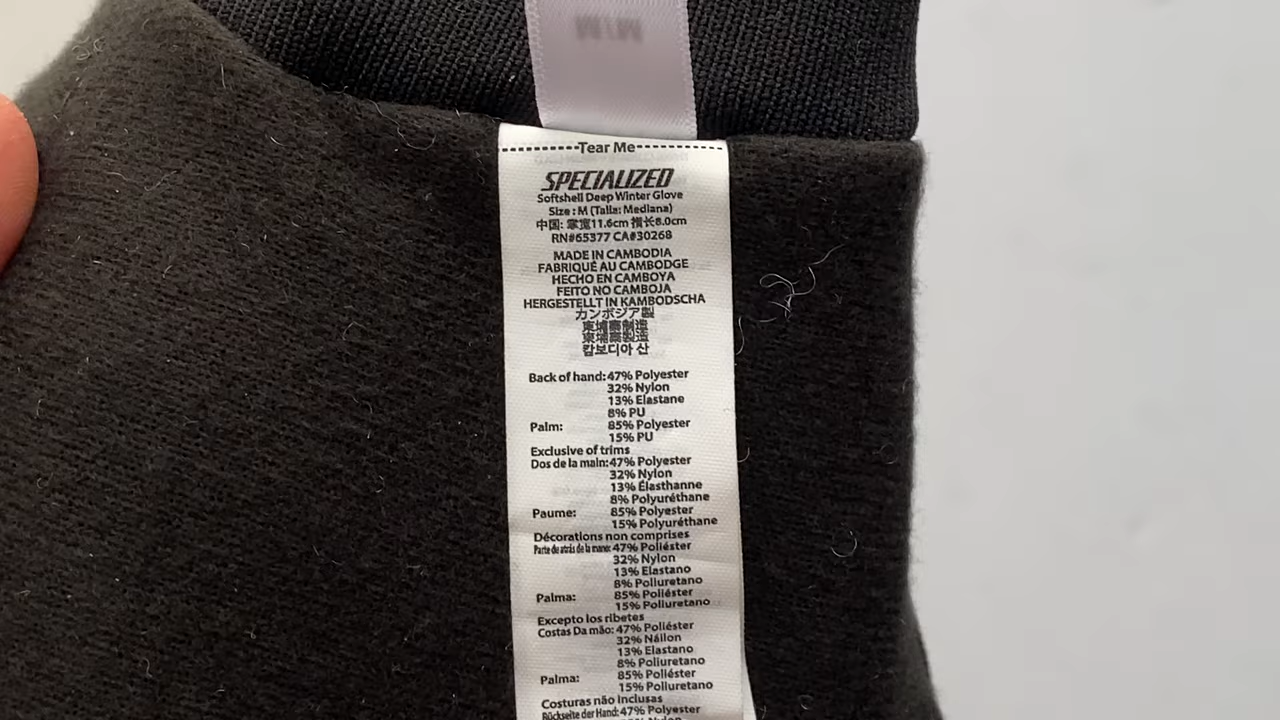 M/M
Tear Me
SPECIALIZED
Softshell Deep Winter Glove
Size : M (Talla: Mediana)
中国: 掌宽11.6cm 指长8.0cm
RN#65377 CA#30268
MADE IN CAMBODIA
FABRIQUÉ AU CAMBODGE
HECHO EN CAMBOYA
FEITO NO CAMBOJA
HERGESTELLT IN KAMBODSCHA
カンボジア製
柬埔寨制造
柬埔寨製造
캄보디아 산
Back of hand: 47% Polyester
32% Nylon
13% Elastane
8% PU
Palm: 85% Polyester
15% PU
Exclusive of trims
Dos de la main: 47% Polyester
32% Nylon
13% Élasthanne
8% Polyuréthane
Paume: 85% Polyester
15% Polyuréthane
Décorations non comprises
Parte de atrás de la mano: 47% Poliéster
32% Nylon
13% Elastano
8% Poliuretano
Palma: 85% Poliéster
15% Poliuretano
Excepto los ribetes
Costas Da mão: 47% Poliéster
32% Náilon
13% Elastano
8% Poliuretano
Palma: 85% Poliéster
15% Poliuretano
Costuras não inclusas
Rückseite der Hand: 47% Polyester
Nylon